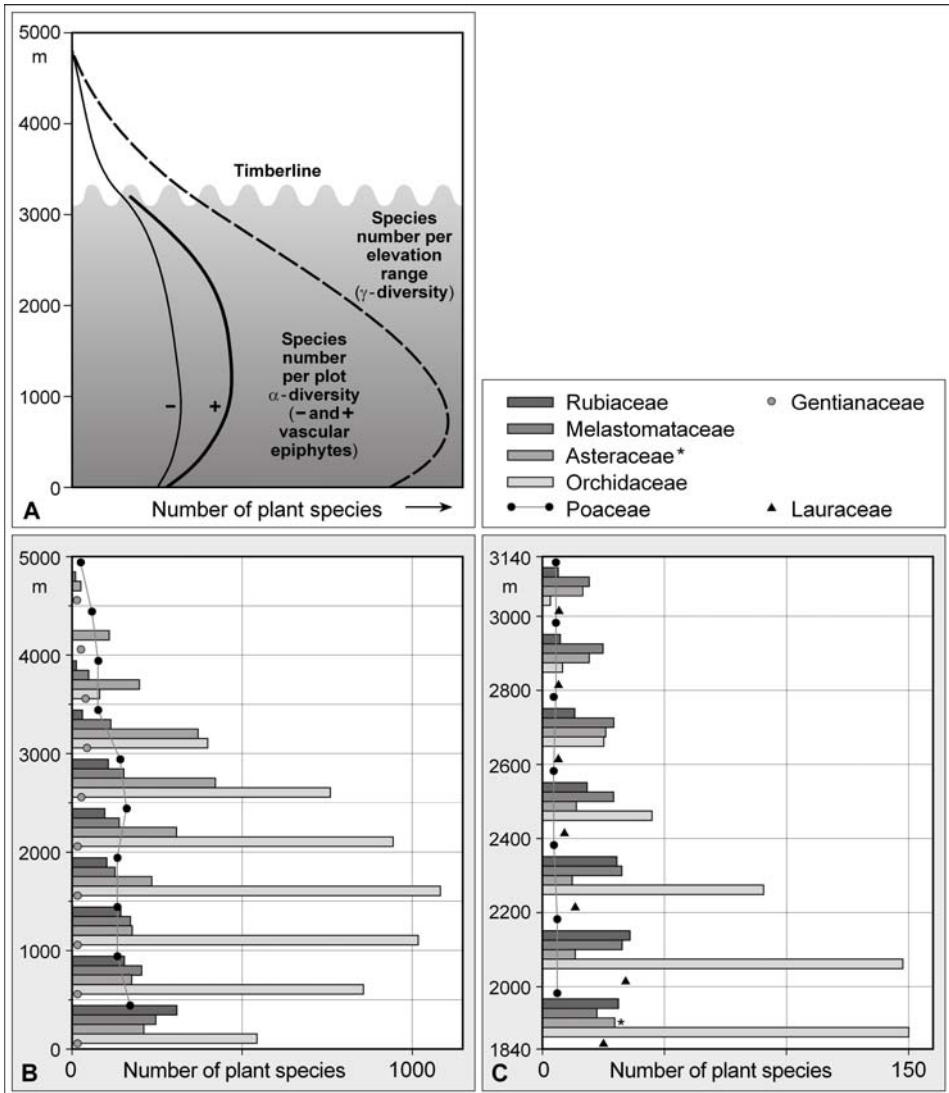 5000
m
4000
3000
2000
1000
0
Timberline
Species
number per
elevation
range
(γ-diversity)
Species
number
per plot
α-diversity
(– and +
vascular
epiphytes)
– +
A
Number of plant species →
Rubiaceae
Melastomataceae
Asteraceae*
Orchidaceae
Poaceae
Gentianaceae
Lauraceae
5000
m
4000
3000
2000
1000
0
0
1000
B
Number of plant species
3140
m
3000
2800
2600
2400
2200
2000
1840
*
0
150
C
Number of plant species